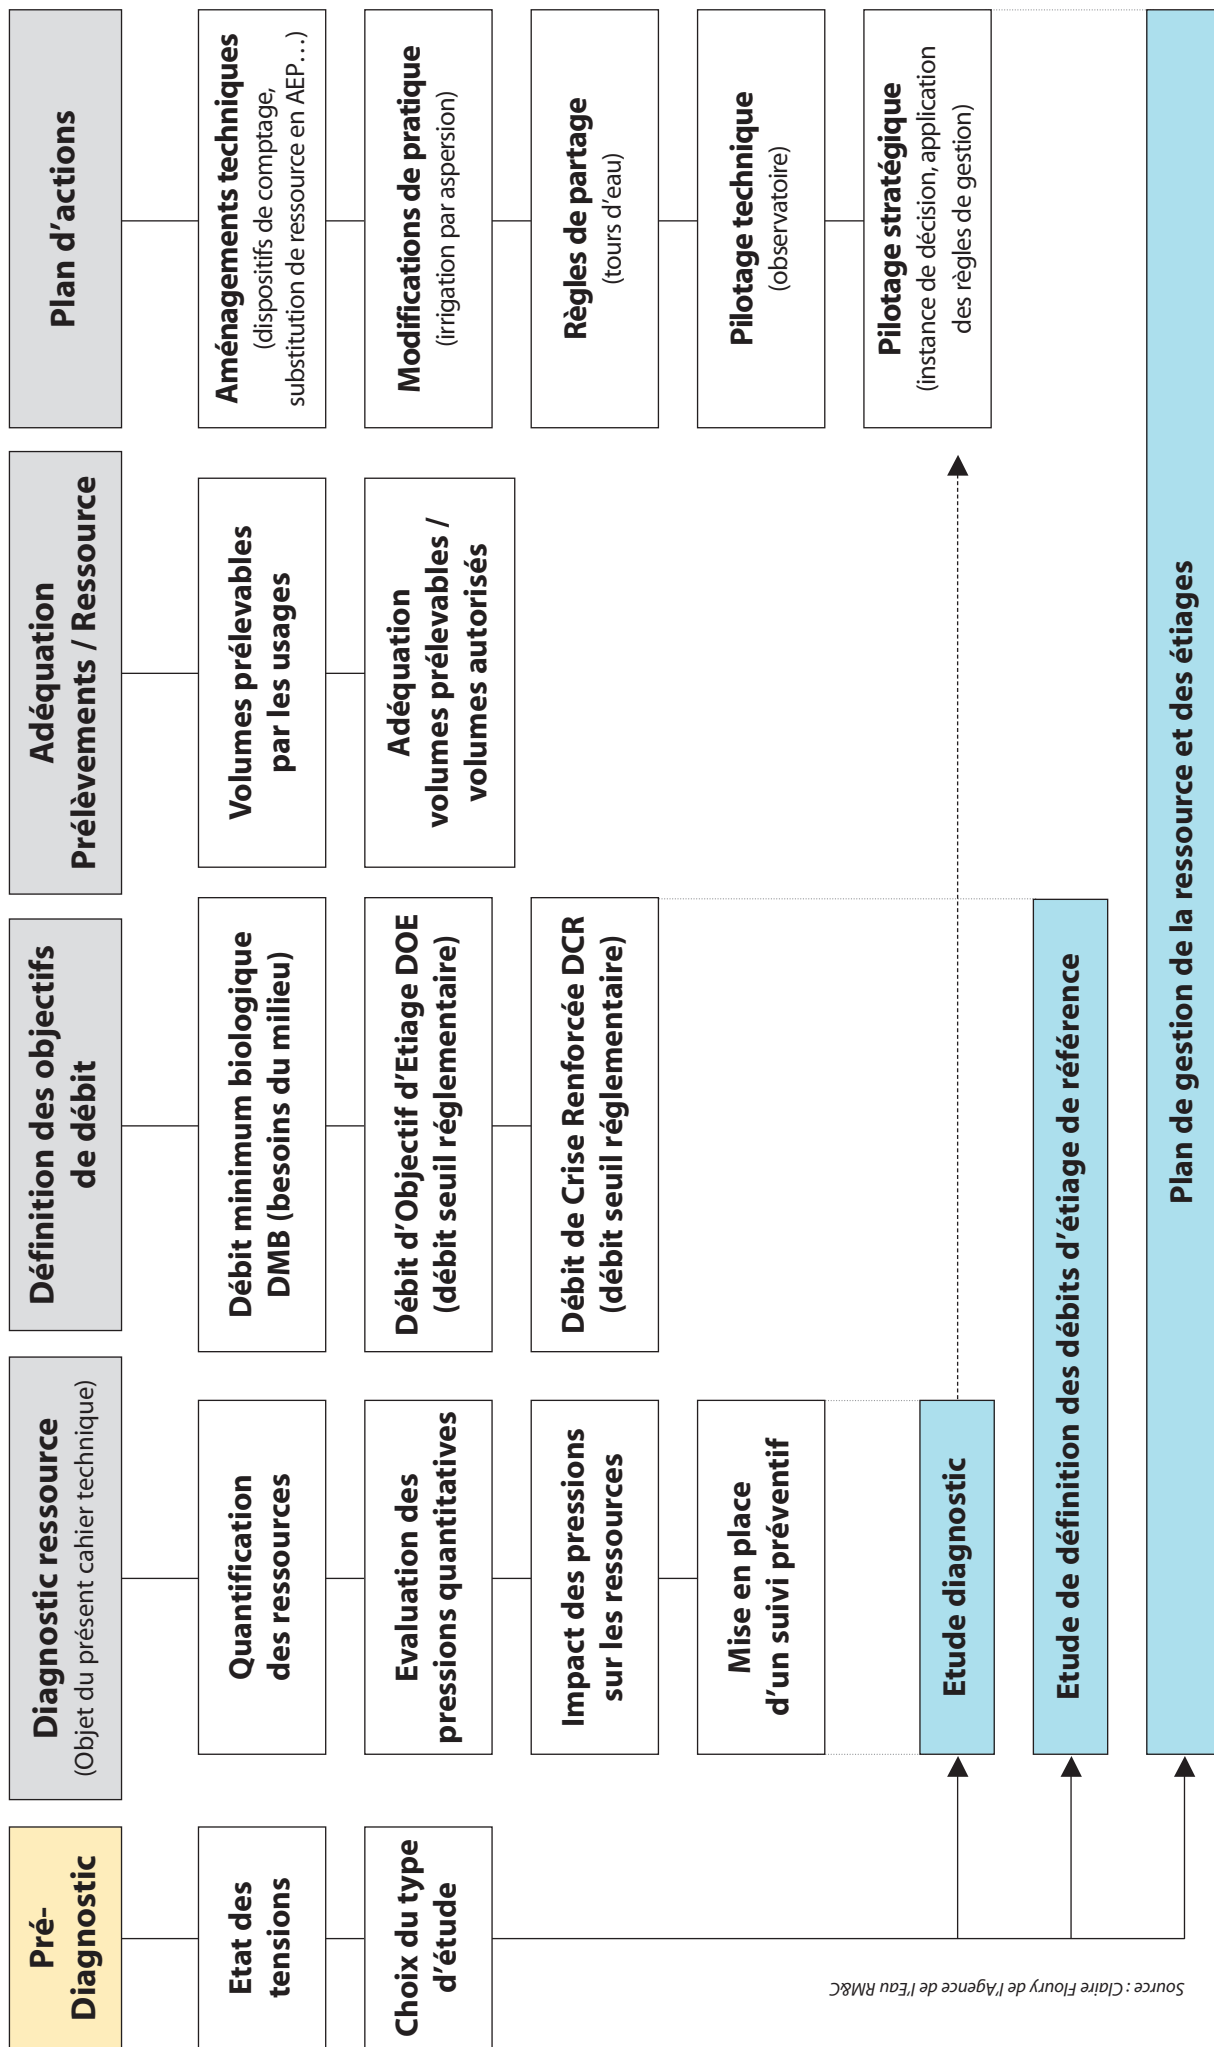 Pré-
Diagnostic
Etat des
tensions
Choix du type
d'étude
Diagnostic ressource
(Objet du présent cahier technique)
Quantification
des ressources
Evaluation des
pressions quantitatives
Impact des pressions
sur les ressources
Mise en place
d'un suivi préventif
Définition des objectifs
de débit
Débit minimum biologique
DMB (besoins du milieu)
Débit d'Objectif d'Etiage DOE
(débit seuil réglementaire)
Débit de Crise Renforcée DCR
(débit seuil réglementaire)
Adéquation
Prélèvements / Ressource
Volumes prélevables
par les usages
Adéquation
volumes prélevables /
volumes autorisés
Plan d'actions
Aménagements techniques
(dispositifs de comptage,
substitution de ressource en AEP…)
Modifications de pratique
(irrigation par aspersion)
Règles de partage
(tours d'eau)
Pilotage technique
(observatoire)
Pilotage stratégique
(instance de décision, application
des règles de gestion)
Etude diagnostic
Etude de définition des débits d'étiage de référence
Plan de gestion de la ressource et des étiages
Source : Claire Floury de l'Agence de l'Eau RM&C